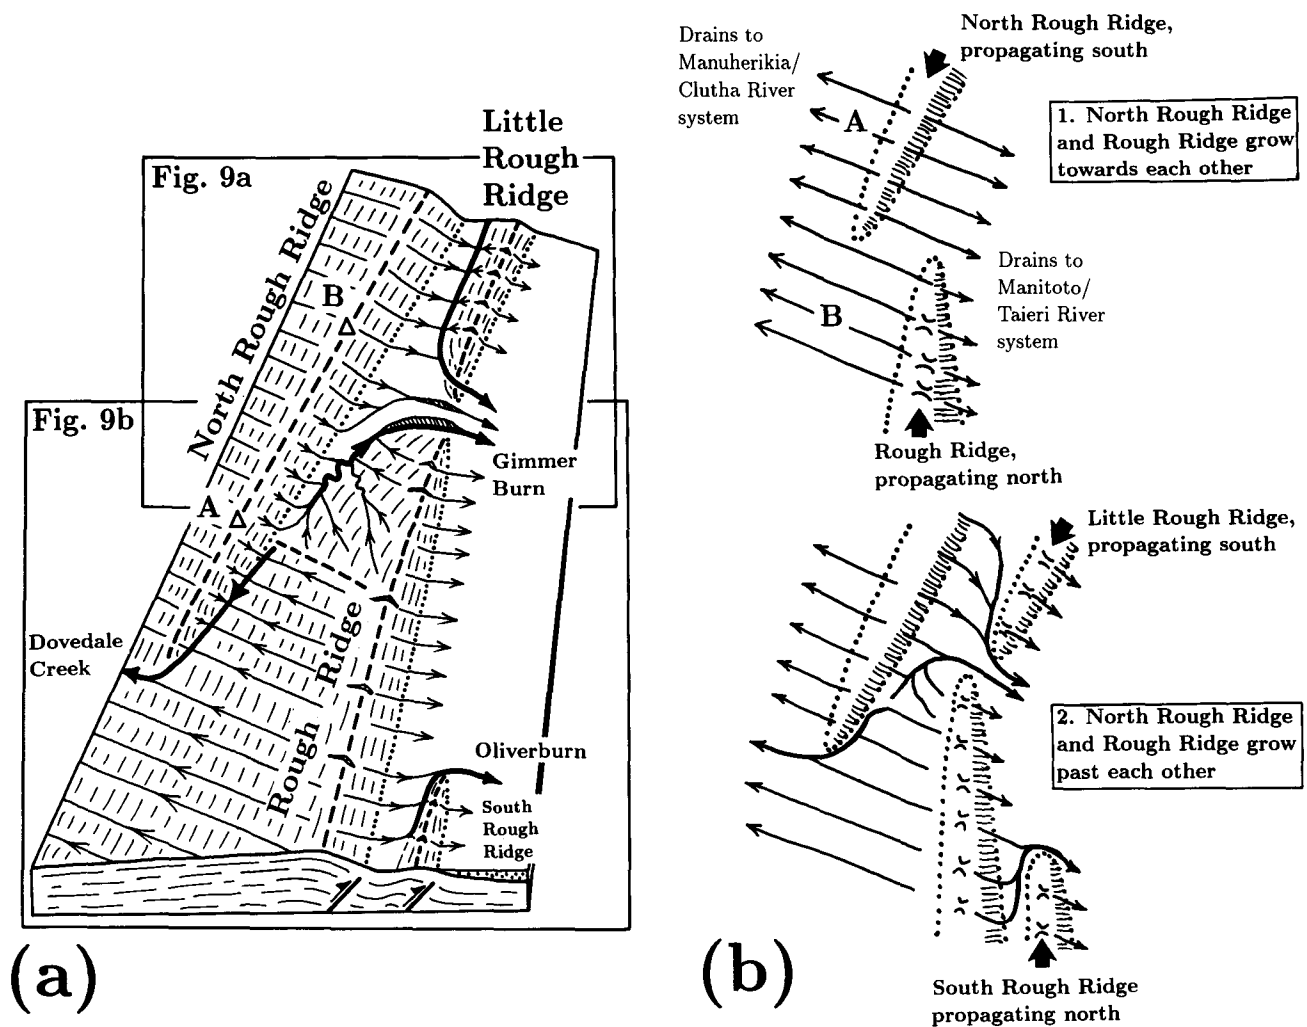 Little
Rough
Ridge
Fig. 9a
North Rough Ridge
B
Fig. 9b
A
Gimmer
Burn
Dovedale
Creek
Rough Ridge
Oliverburn
South
Rough
Ridge
(a)
North Rough Ridge,
propagating south
Drains to
Manuherikia/
Clutha River
system
A
1. North Rough Ridge
and Rough Ridge grow
towards each other
Drains to
Manitoto/
Taieri River
system
B
Rough Ridge,
propagating north
Little Rough Ridge,
propagating south
2. North Rough Ridge
and Rough Ridge grow
past each other
South Rough Ridge
propagating north
(b)